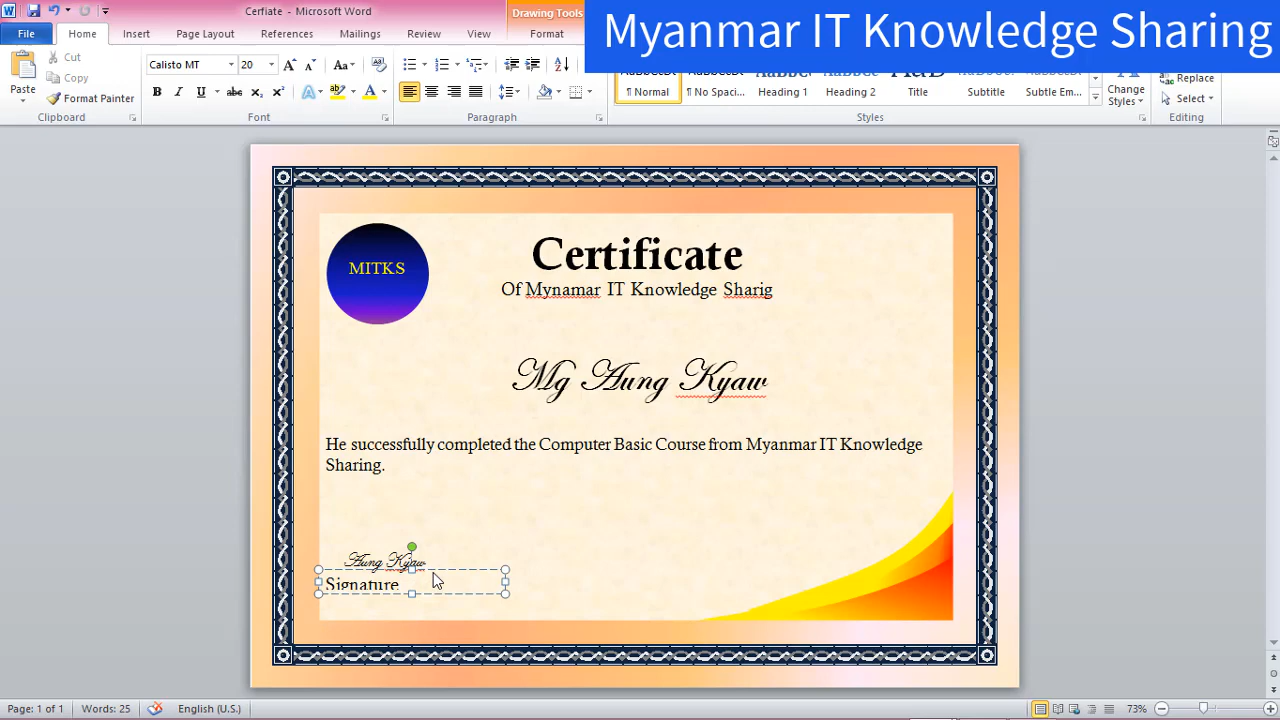 Cerfiate - Microsoft Word
Drawing Tools
Myanmar IT Knowledge Sharing
File Home Insert Page Layout References Mailings Review View Format
Paste
Cut
Copy
Format Painter
Clipboard
Calisto MT 20
Font
Paragraph
¶ Normal ¶ No Spaci... Heading 1 Heading 2 Title Subtitle Subtle Em...
Styles
Change Styles
Replace
Select
Editing
MITKS
Certificate
Of Mynamar IT Knowledge Sharig
Mg Aung Kyaw
He successfully completed the Computer Basic Course from Myanmar IT Knowledge
Sharing.
Aung Kyaw
Signature
Page: 1 of 1 Words: 25 English (U.S.) 73%